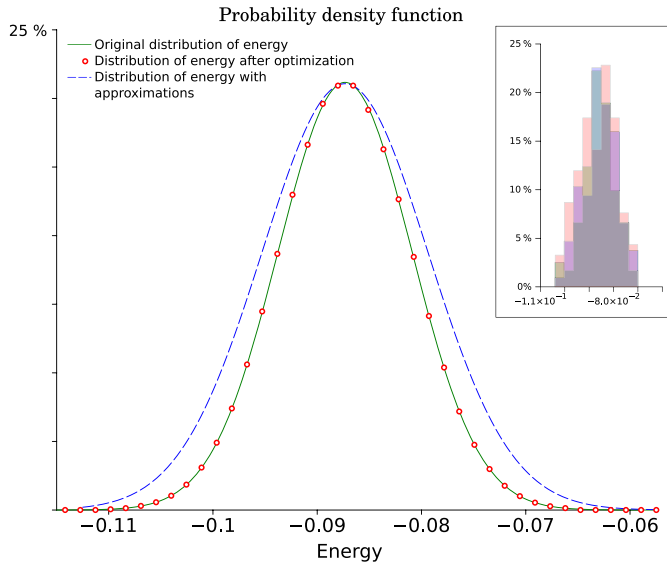 Probability density function
25 %
Original distribution of energy
Distribution of energy after optimization
Distribution of energy with
approximations
25 %
20 %
15 %
10 %
5 %
0%
−1.1×10⁻¹ −8.0×10⁻²
−0.11 −0.1 −0.09 −0.08 −0.07 −0.06
Energy